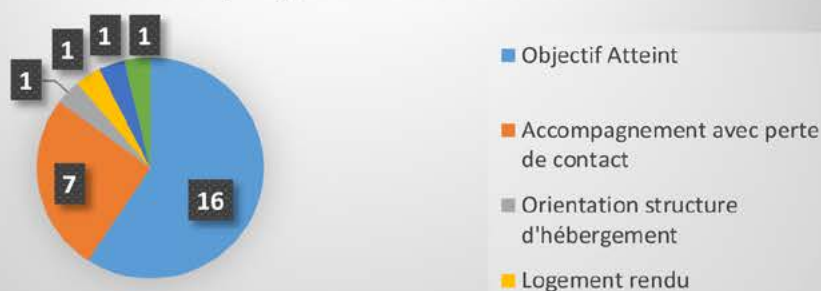 1
1
1
1
7
16
Objectif Atteint
Accompagnement avec perte
de contact
Orientation structure
d'hébergement
Logement rendu